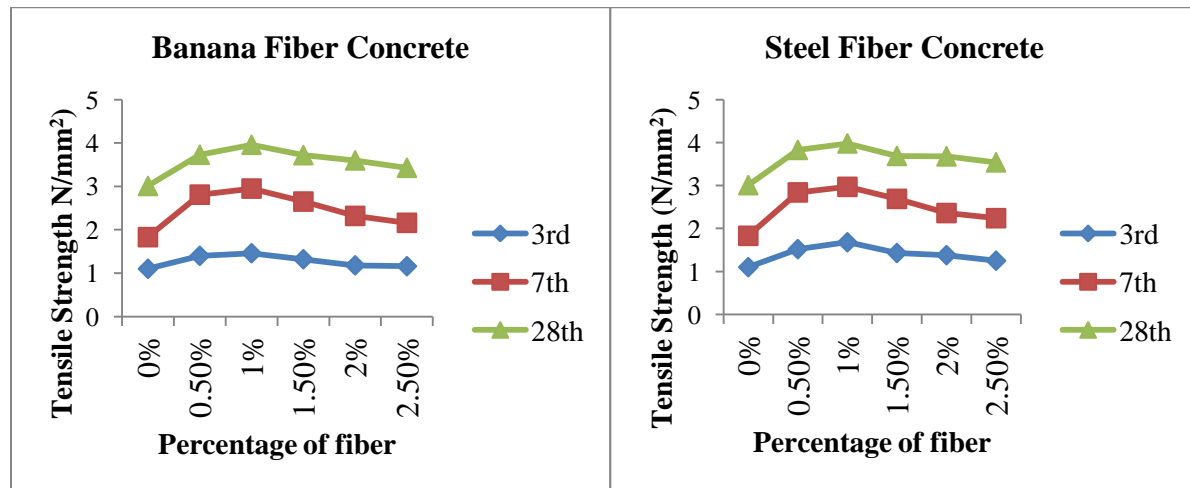 Banana Fiber Concrete
Tensile Strength N/mm²)
5
4
3
2
1
0
0%
0.50%
1%
1.50%
2%
2.50%
Percentage of fiber
3rd
7th
28th
Steel Fiber Concrete
Tensile Strength (N/mm²)
5
4
3
2
1
0
0%
0.50%
1%
1.50%
2%
2.50%
Percentage of fiber
3rd
7th
28th